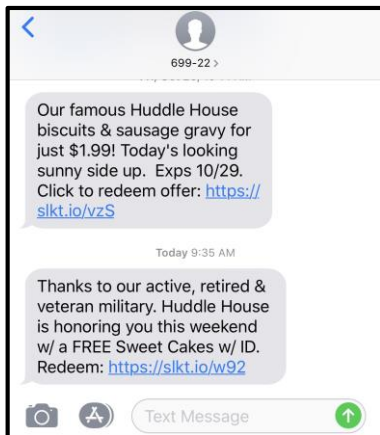 699-22 >
Our famous Huddle House
biscuits & sausage gravy for
just $1.99! Today's looking
sunny side up. Exps 10/29.
Click to redeem offer: https://
slkt.io/vzS
Today 9:35 AM
Thanks to our active, retired &
veteran military. Huddle House
is honoring you this weekend
w/ a FREE Sweet Cakes w/ ID.
Redeem: https://slkt.io/w92
Text Message